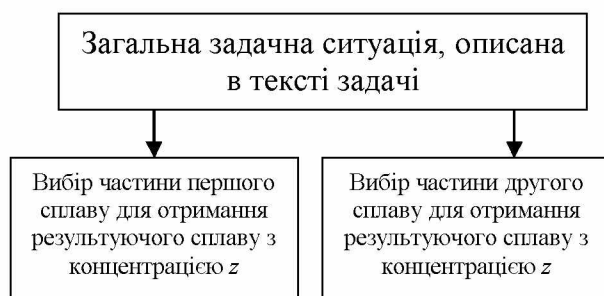 Загальна задачна ситуація, описана
в тексті задачі
Вибір частини першого
сплаву для отримання
результуючого сплаву з
концентрацією z
Вибір частини другого
сплаву для отримання
результуючого сплаву з
концентрацією z